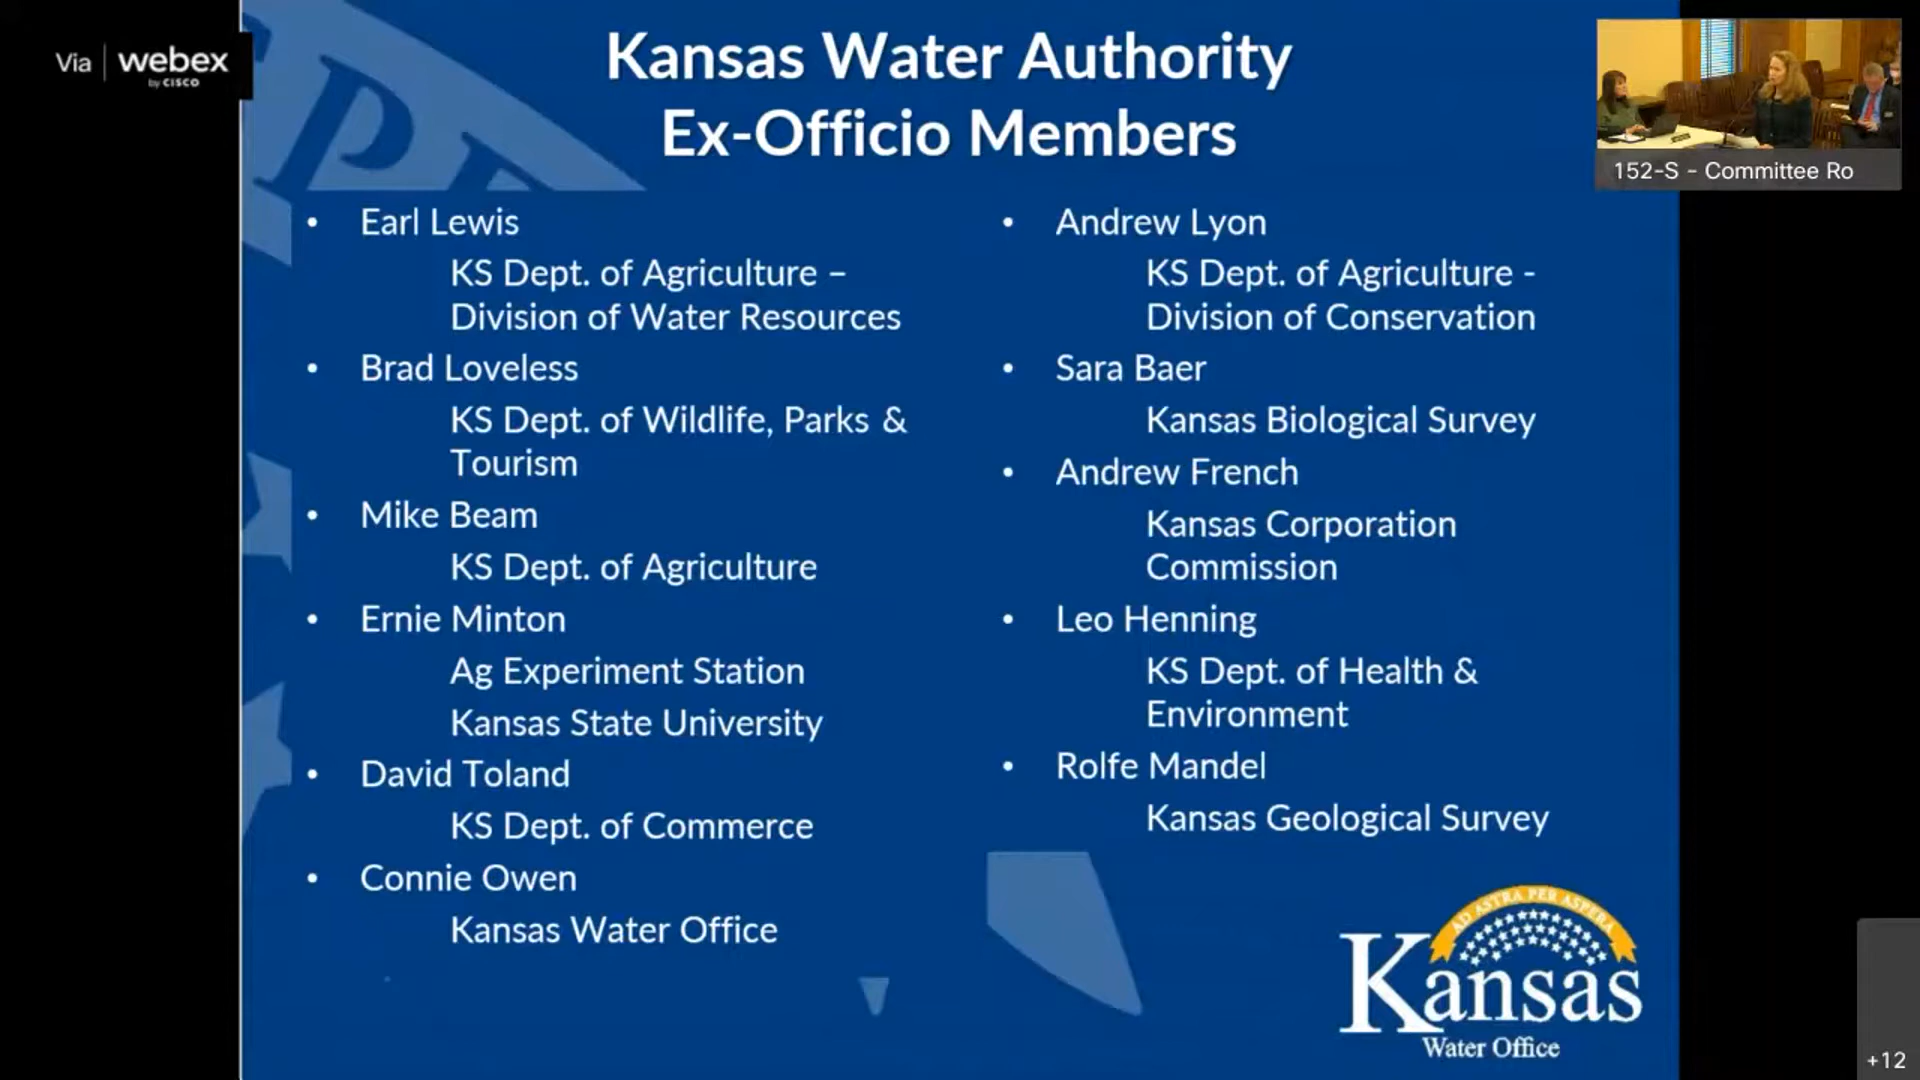 Via webex
by CISCO
Kansas Water Authority
Ex-Officio Members
152-S - Committee Ro
• Earl Lewis
KS Dept. of Agriculture –
Division of Water Resources
• Brad Loveless
KS Dept. of Wildlife, Parks &
Tourism
• Mike Beam
KS Dept. of Agriculture
• Ernie Minton
Ag Experiment Station
Kansas State University
• David Toland
KS Dept. of Commerce
• Connie Owen
Kansas Water Office
• Andrew Lyon
KS Dept. of Agriculture -
Division of Conservation
• Sara Baer
Kansas Biological Survey
• Andrew French
Kansas Corporation
Commission
• Leo Henning
KS Dept. of Health &
Environment
• Rolfe Mandel
Kansas Geological Survey
AD ASTRA PER ASPERA
Kansas
Water Office
+12